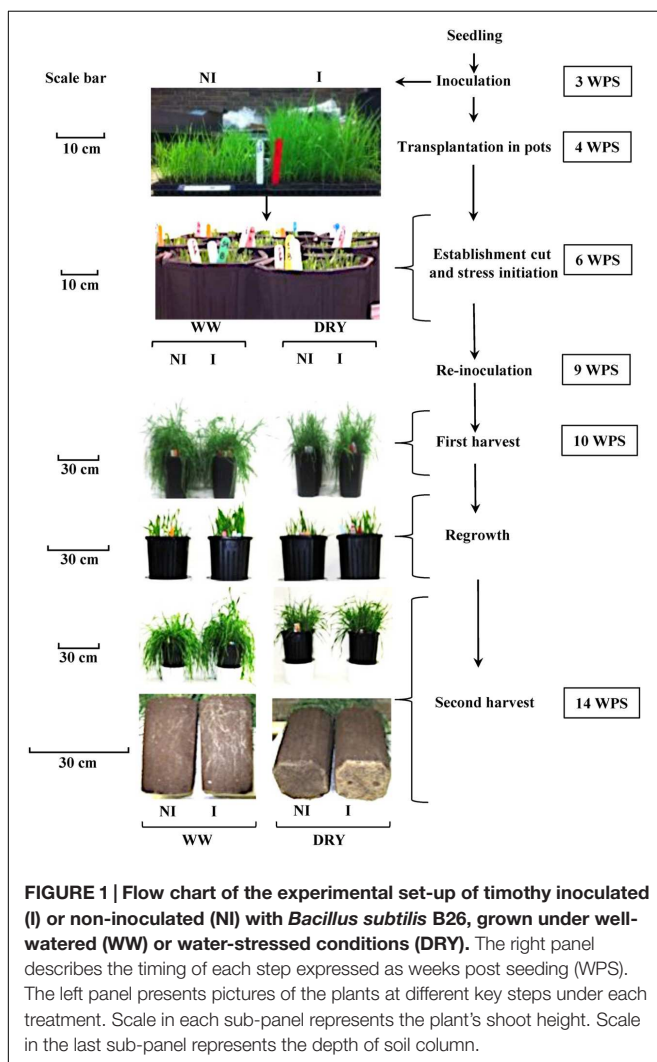 Seedling
Scale bar
NI I
Inoculation
3 WPS
10 cm
Transplantation in pots
4 WPS
10 cm
Establishment cut
and stress initiation
6 WPS
WW DRY
NI I NI I
Re-inoculation
9 WPS
30 cm
First harvest
10 WPS
30 cm
Regrowth
30 cm
Second harvest
14 WPS
30 cm
NI I NI I
WW DRY
FIGURE 1 | Flow chart of the experimental set-up of timothy inoculated
(I) or non-inoculated (NI) with Bacillus subtilis B26, grown under well-
watered (WW) or water-stressed conditions (DRY). The right panel
describes the timing of each step expressed as weeks post seeding (WPS).
The left panel presents pictures of the plants at different key steps under each
treatment. Scale in each sub-panel represents the plant's shoot height. Scale
in the last sub-panel represents the depth of soil column.